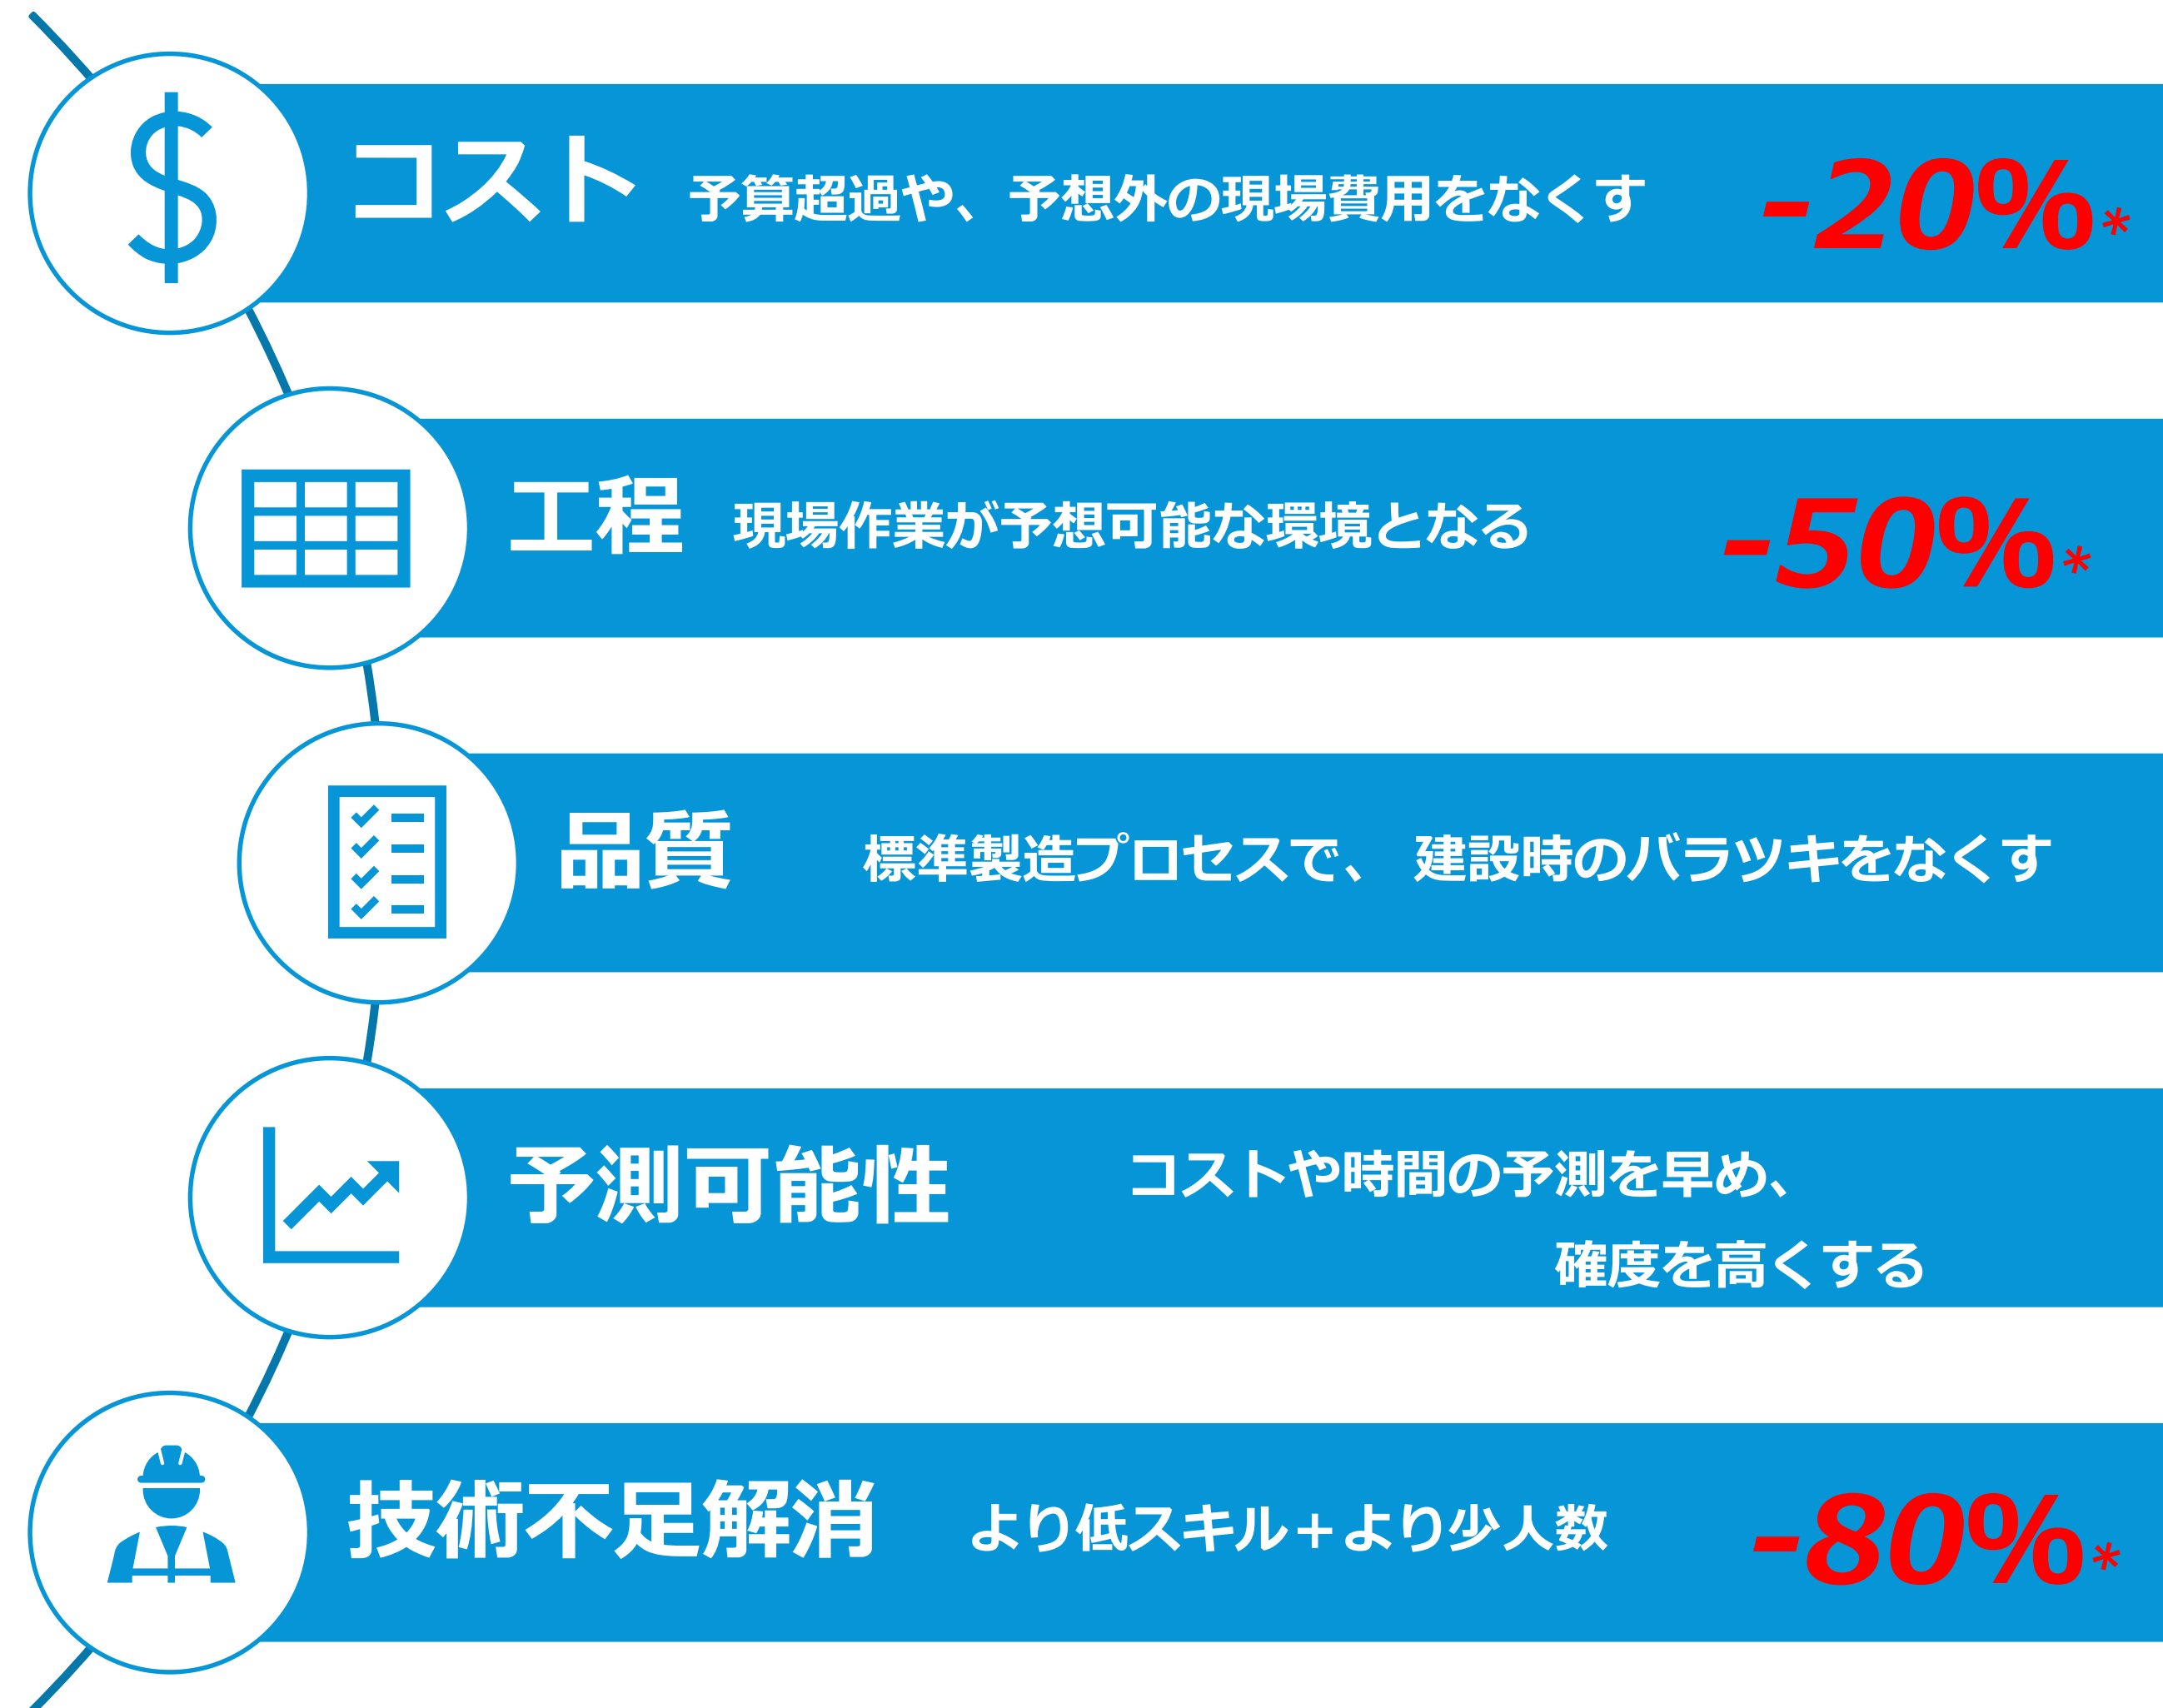 コスト 予算増加や、予想外の現場費用をなくす -20%*
工程 現場作業が予想可能な環境となる -50%*
品質 標準製造プロセスで、建設現場のバラツキをなくす
予測可能性 コストや時間の予測を早め、
確度を高くする
技術不足解消 より低スキル+より少人数 -80%*